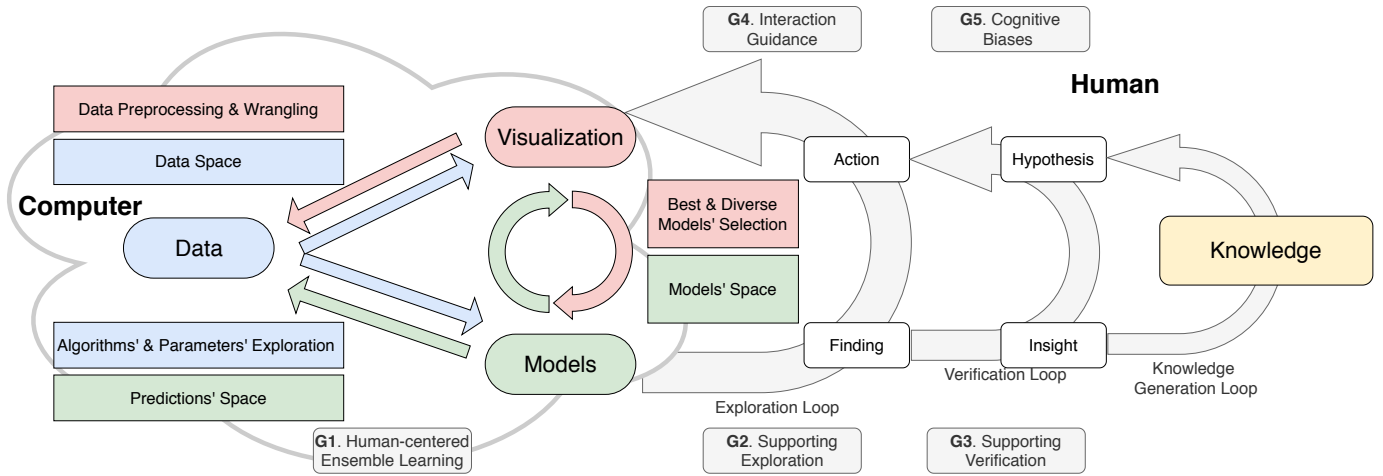 G4. Interaction
Guidance
G5. Cognitive
Biases
Human
Data Preprocessing & Wrangling
Data Space
Visualization
Action
Hypothesis
Computer
Data
Best & Diverse
Models' Selection
Models' Space
Knowledge
Algorithms' & Parameters' Exploration
Predictions' Space
Models
Finding
Insight
Exploration Loop
Verification Loop
Knowledge
Generation Loop
G1. Human-centered
Ensemble Learning
G2. Supporting
Exploration
G3. Supporting
Verification